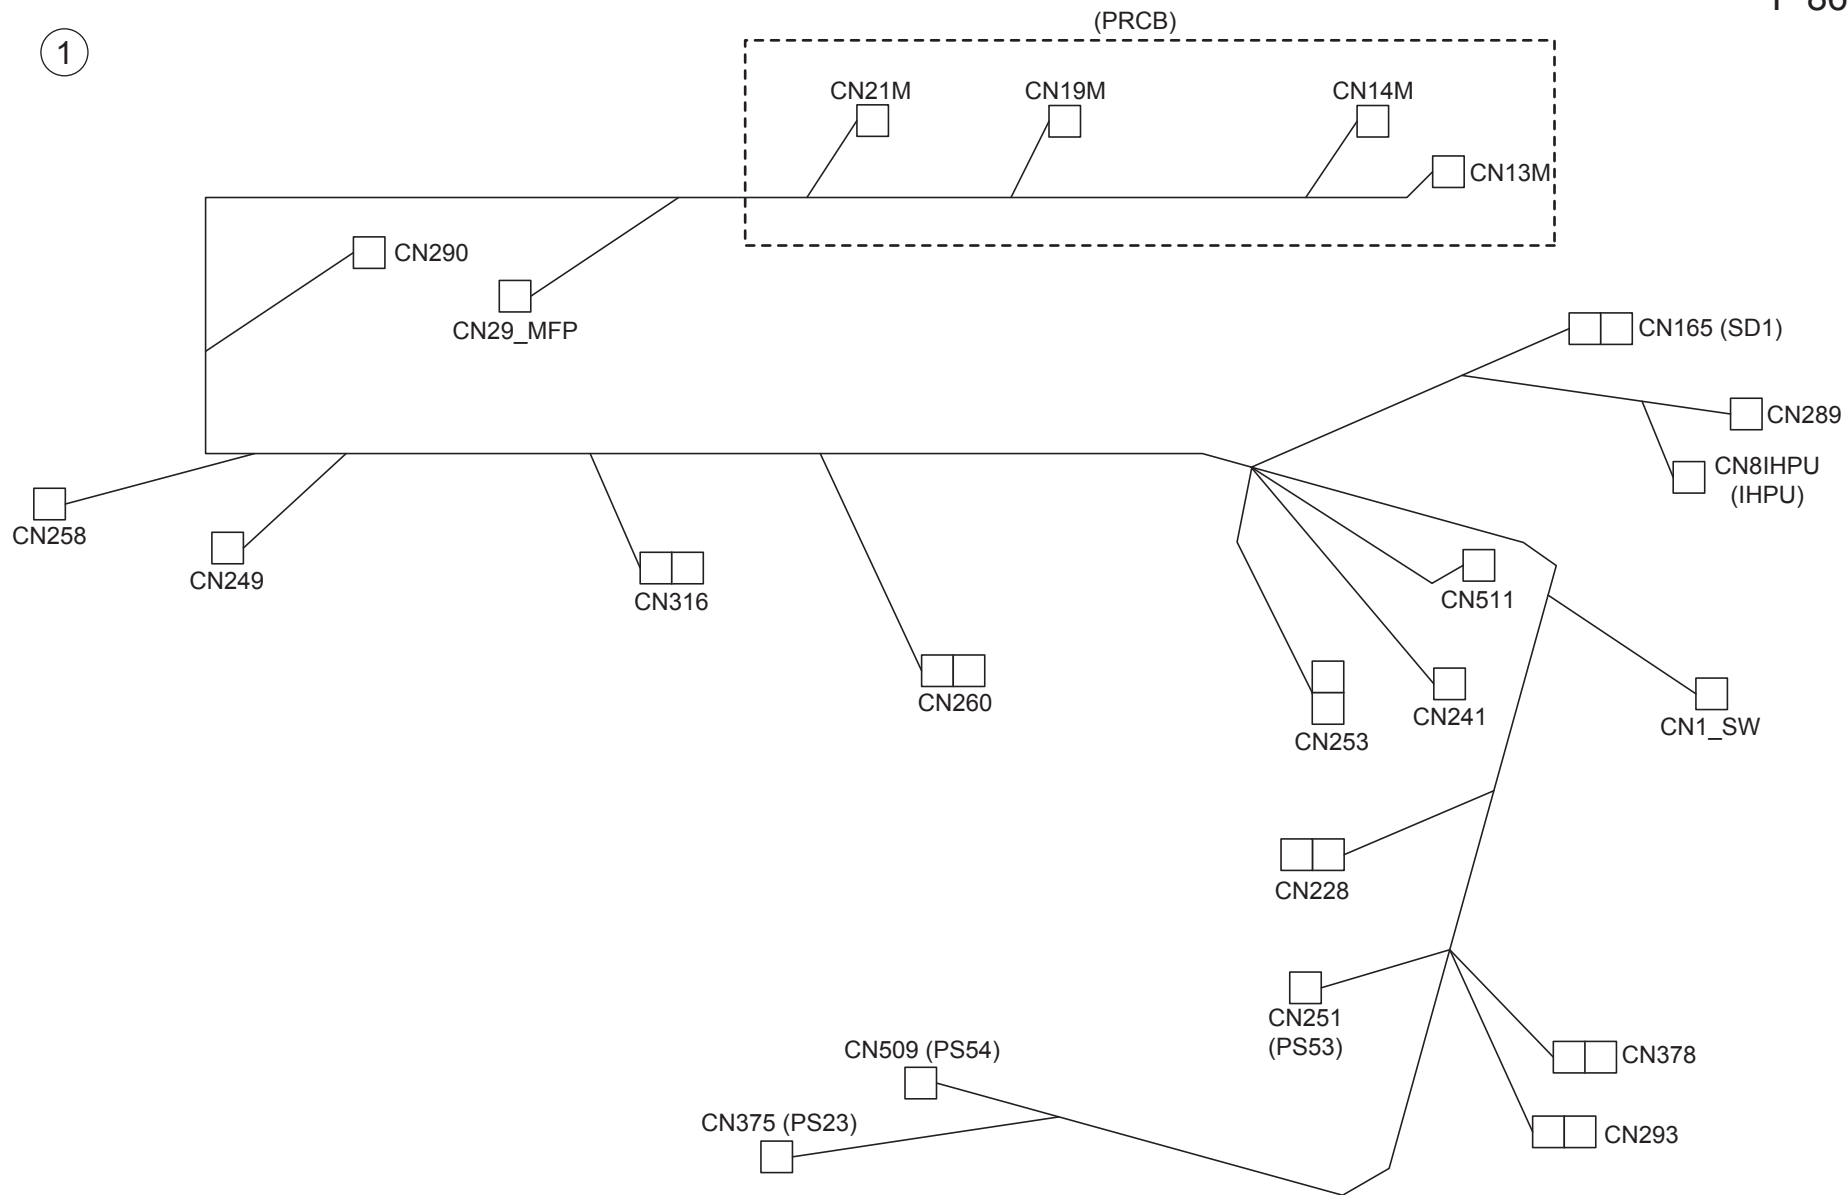 (PRCB)
1
CN21M
CN19M
CN14M
CN13M
CN290
CN29_MFP
CN165 (SD1)
CN289
CN8IHPU
(IHPU)
CN258
CN249
CN316
CN511
CN260
CN241
CN253
CN1_SW
CN228
CN251
(PS53)
CN509 (PS54)
CN378
CN375 (PS23)
CN293